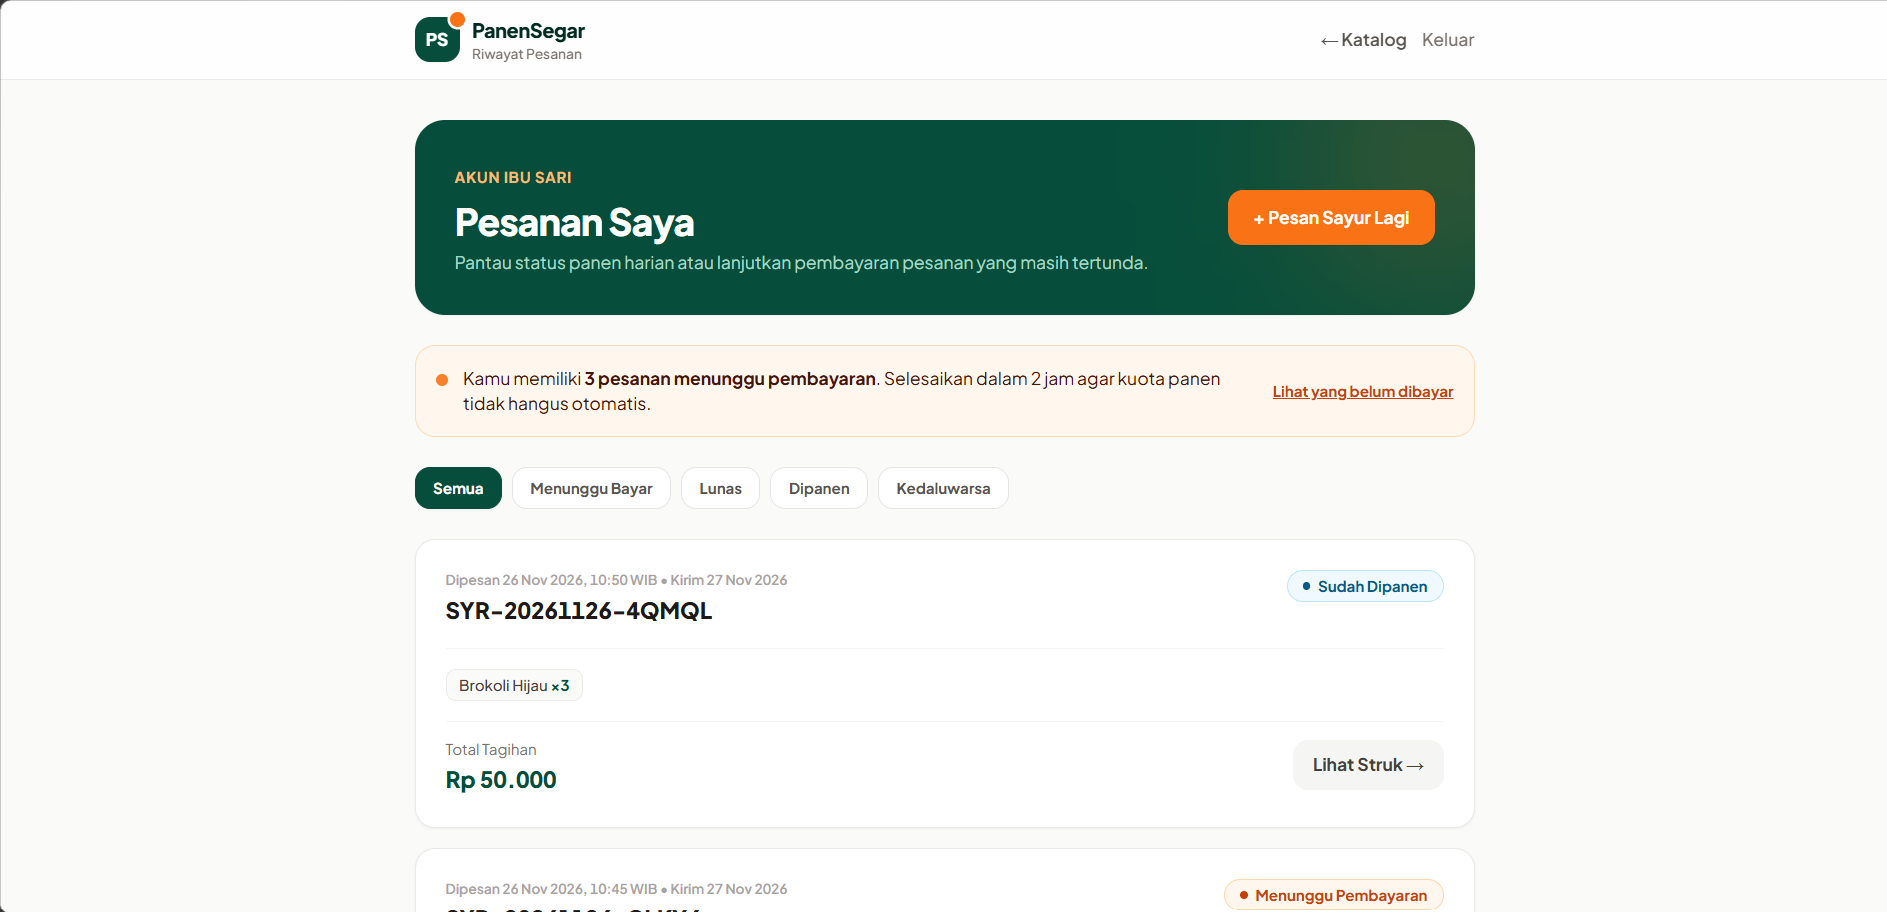 PS
PanenSegar
Riwayat Pesanan
← Katalog
Keluar
AKUN IBU SARI
Pesanan Saya
Pantau status panen harian atau lanjutkan pembayaran pesanan yang masih tertunda.
+ Pesan Sayur Lagi
Kamu memiliki 3 pesanan menunggu pembayaran. Selesaikan dalam 2 jam agar kuota panen
tidak hangus otomatis.
Lihat yang belum dibayar
Semua
Menunggu Bayar
Lunas
Dipanen
Kedaluwarsa
Dipesan 26 Nov 2026, 10:50 WIB • Kirim 27 Nov 2026
SYR-20261126-4QMQL
Sudah Dipanen
Brokoli Hijau ×3
Total Tagihan
Rp 50.000
Lihat Struk →
Dipesan 26 Nov 2026, 10:45 WIB • Kirim 27 Nov 2026
Menunggu Pembayaran